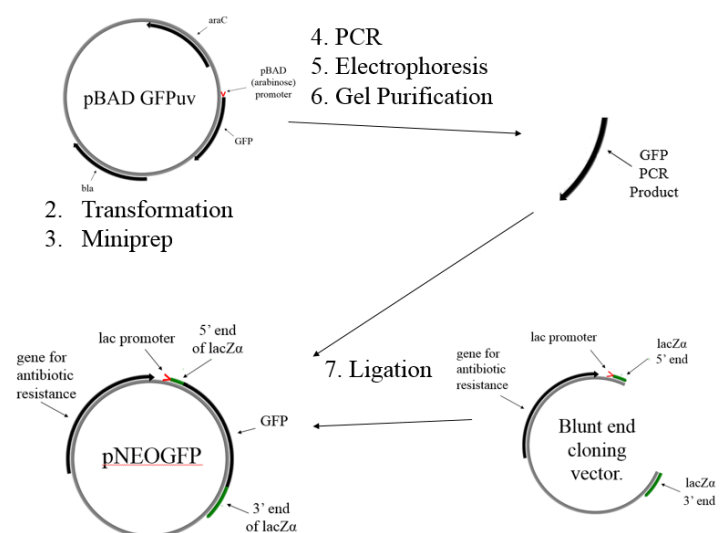 araC
pBAD GFPuv
pBAD
(arabinose)
promoter
GFP
bla
4. PCR
5. Electrophoresis
6. Gel Purification
GFP
PCR
Product
2. Transformation
3. Miniprep
lac promoter
5' end
of lacZα
gene for
antibiotic
resistance
GFP
pNEOGFP
3' end
of lacZα
7. Ligation
lac promoter
lacZα
5' end
gene for
antibiotic
resistance
Blunt end
cloning
vector.
lacZα
3' end